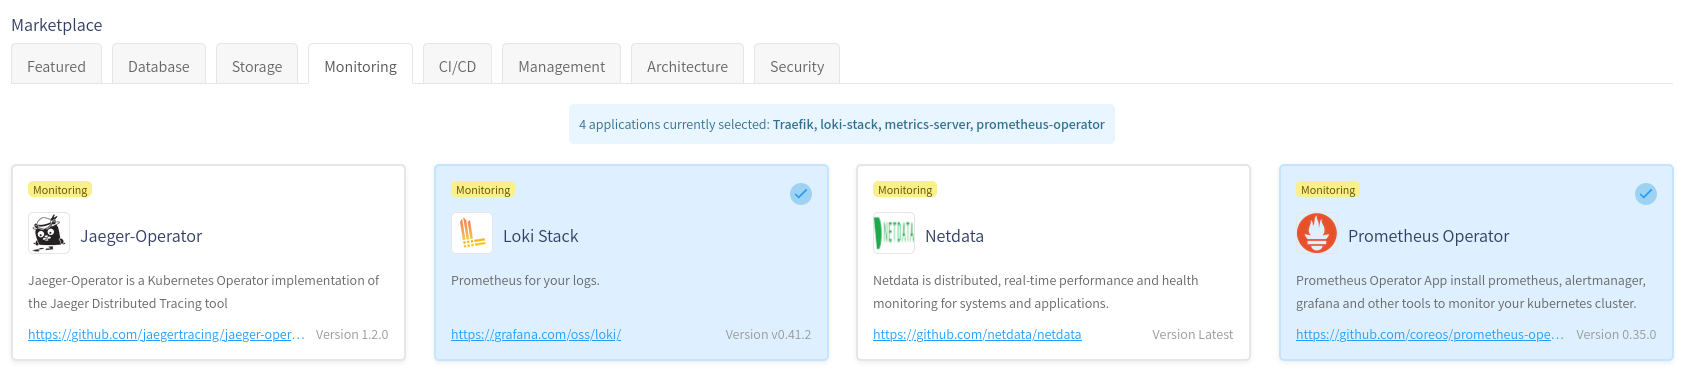 Marketplace
Featured Database Storage Monitoring CI/CD Management Architecture Security
4 applications currently selected: Traefik, loki-stack, metrics-server, prometheus-operator
Monitoring
Jaeger-Operator
Jaeger-Operator is a Kubernetes Operator implementation of
the Jaeger Distributed Tracing tool
https://github.com/jaegertracing/jaeger-oper... Version 1.2.0
Monitoring
Loki Stack
Prometheus for your logs.
https://grafana.com/oss/loki/ Version v0.41.2
Monitoring
NETDATA
Netdata
Netdata is distributed, real-time performance and health
monitoring for systems and applications.
https://github.com/netdata/netdata Version Latest
Monitoring
Prometheus Operator
Prometheus Operator App install prometheus, alertmanager,
grafana and other tools to monitor your kubernetes cluster.
https://github.com/coreos/prometheus-ope... Version 0.35.0